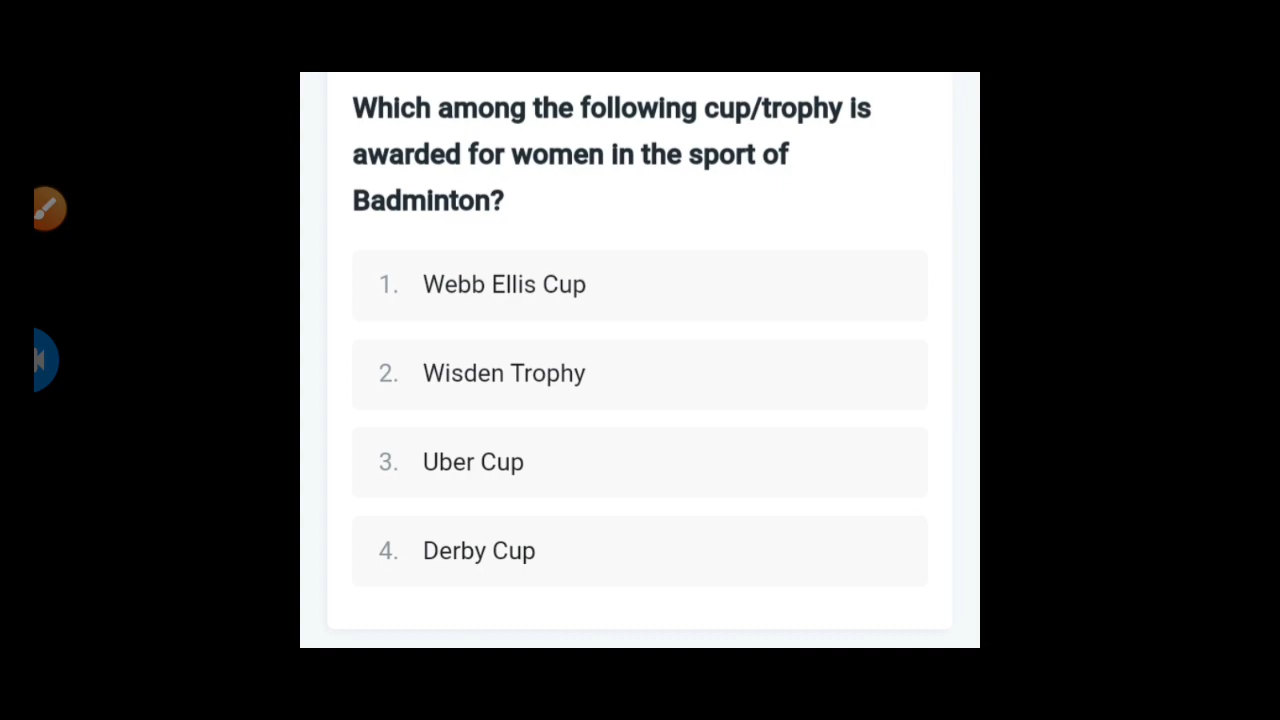 Which among the following cup/trophy is
awarded for women in the sport of
Badminton?
1. Webb Ellis Cup
2. Wisden Trophy
3. Uber Cup
4. Derby Cup